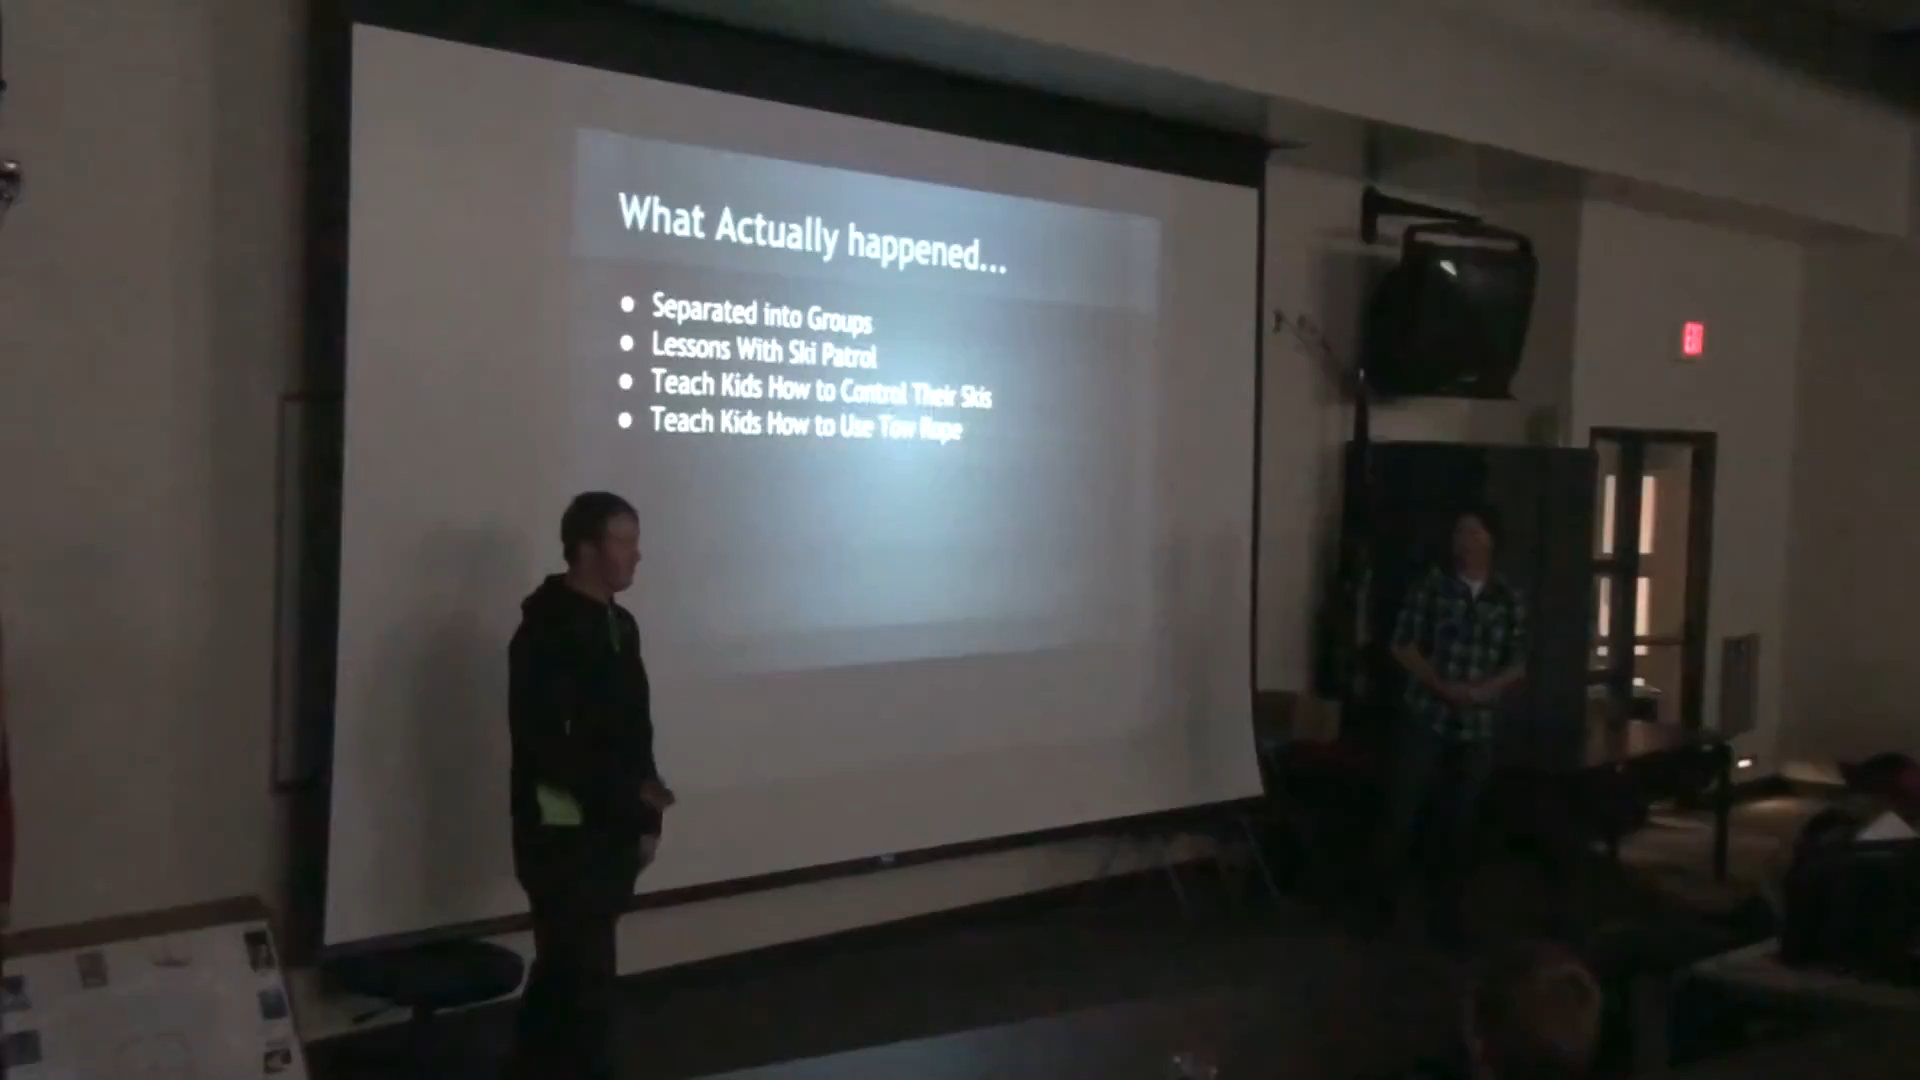 What Actually happened...
● Separated into Groups
● Lessons With Ski Patrol
● Teach Kids How to Control Their Skis
● Teach Kids How to Use Tow Rope
EXIT